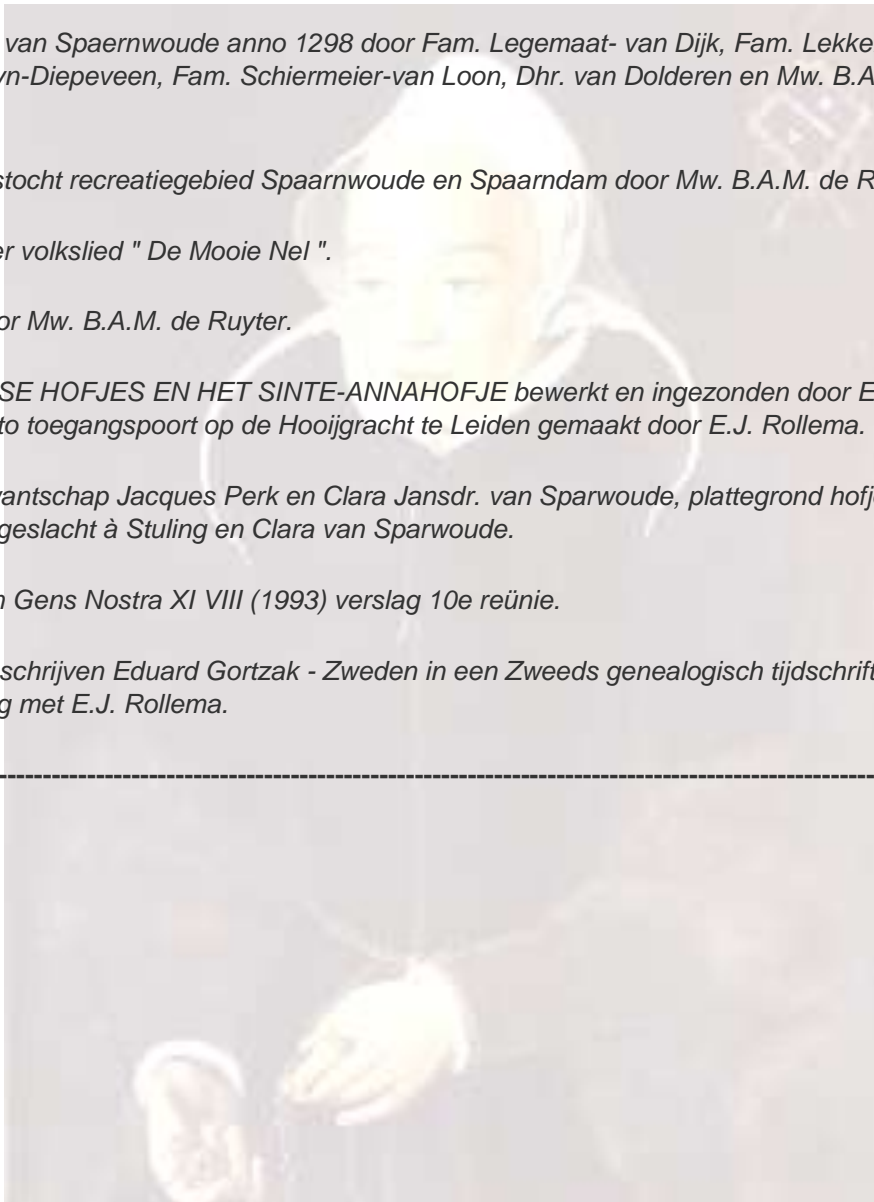 van Spaernwoude anno 1298 door Fam. Legemaat- van Dijk, Fam. Lekke
yn-Diepeveen, Fam. Schiermeier-van Loon, Dhr. van Dolderen en Mw. B.A
stocht recreatiegebied Spaarnwoude en Spaarndam door Mw. B.A.M. de R
er volkslied " De Mooie Nel ".
or Mw. B.A.M. de Ruyter.
SE HOFJES EN HET SINTE-ANNAHOFJE bewerkt en ingezonden door E
to toegangspoort op de Hooijgracht te Leiden gemaakt door E.J. Rollema.
vantschap Jacques Perk en Clara Jansdr. van Sparwoude, plattegrond hofj
geslacht à Stuling en Clara van Sparwoude.
n Gens Nostra XI VIII (1993) verslag 10e reünie.
schrijven Eduard Gortzak - Zweden in een Zweeds genealogisch tijdschrift
g met E.J. Rollema.